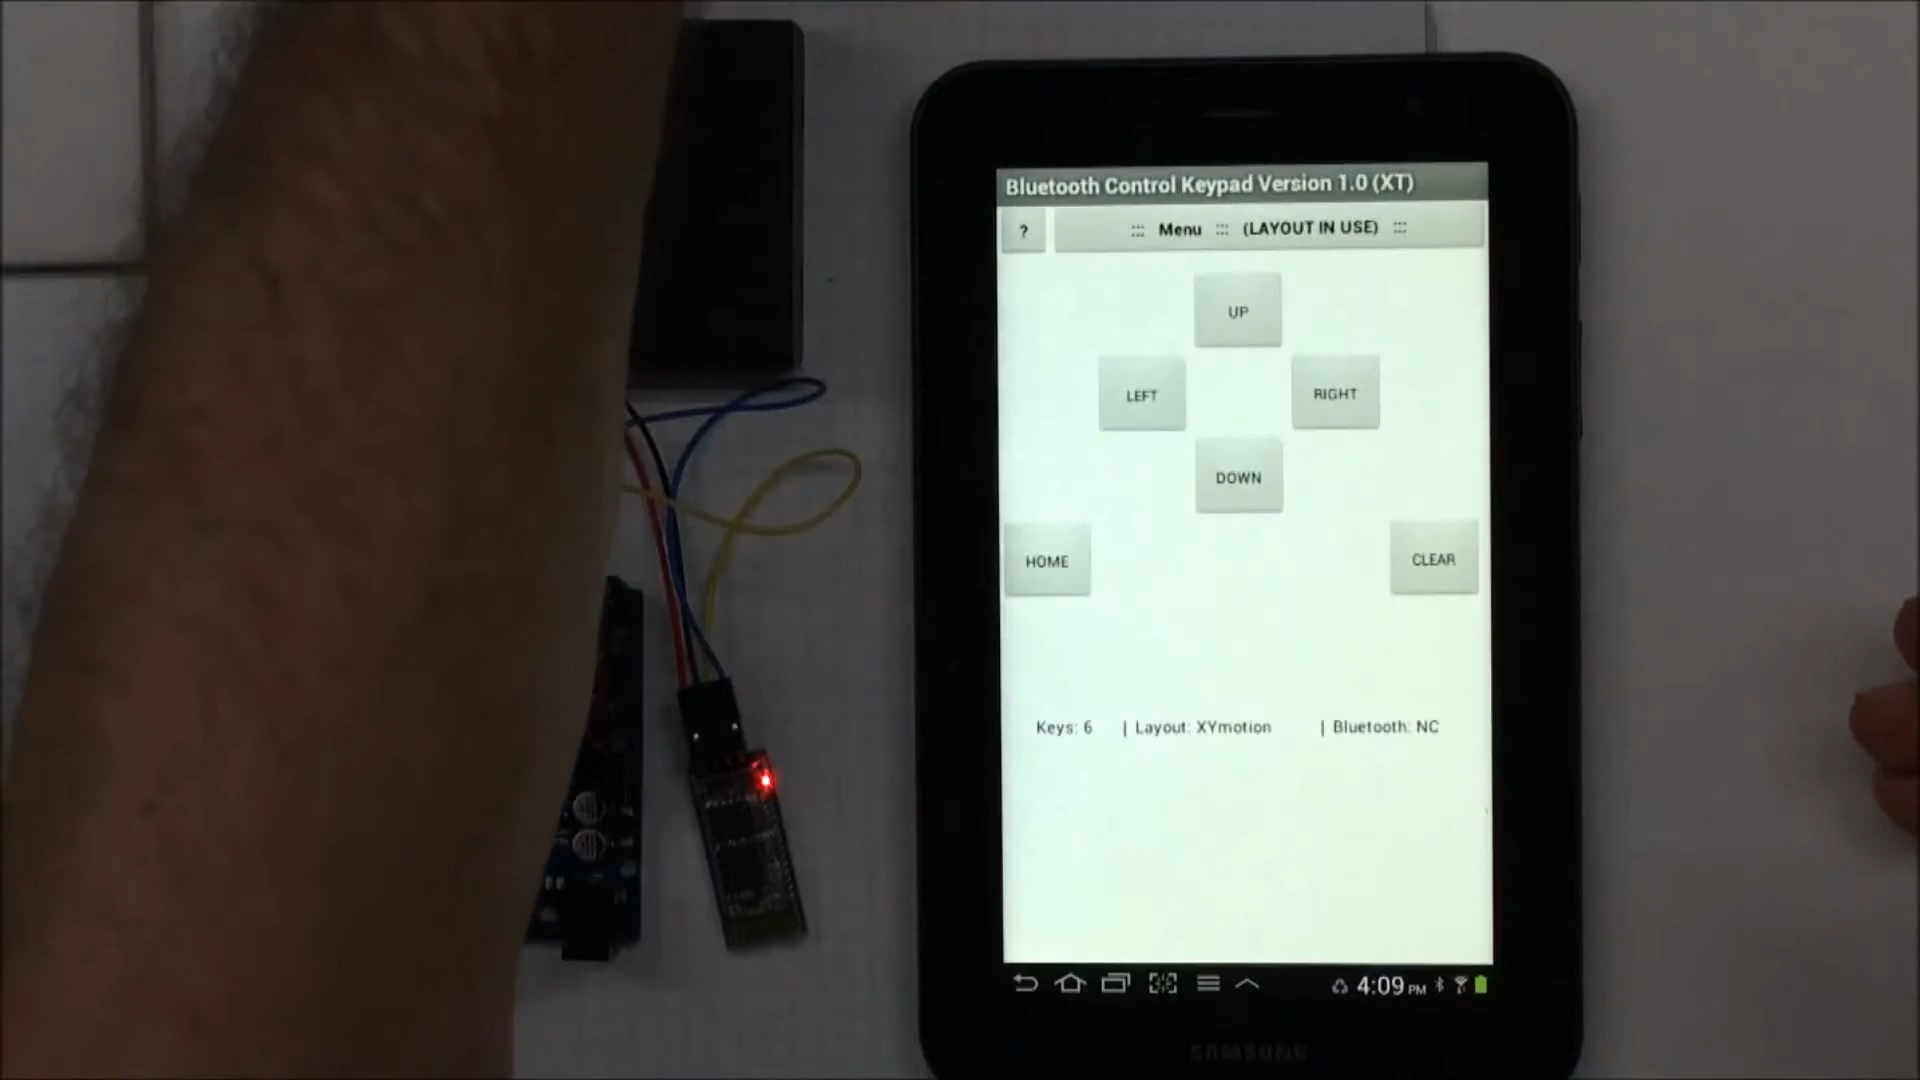 Bluetooth Control Keypad Version 1.0 (XT)
? ::: Menu ::: (LAYOUT IN USE) :::
UP
LEFT RIGHT
DOWN
HOME CLEAR
Keys: 6 | Layout: XYmotion | Bluetooth: NC
4:09 PM
SAMSUNG